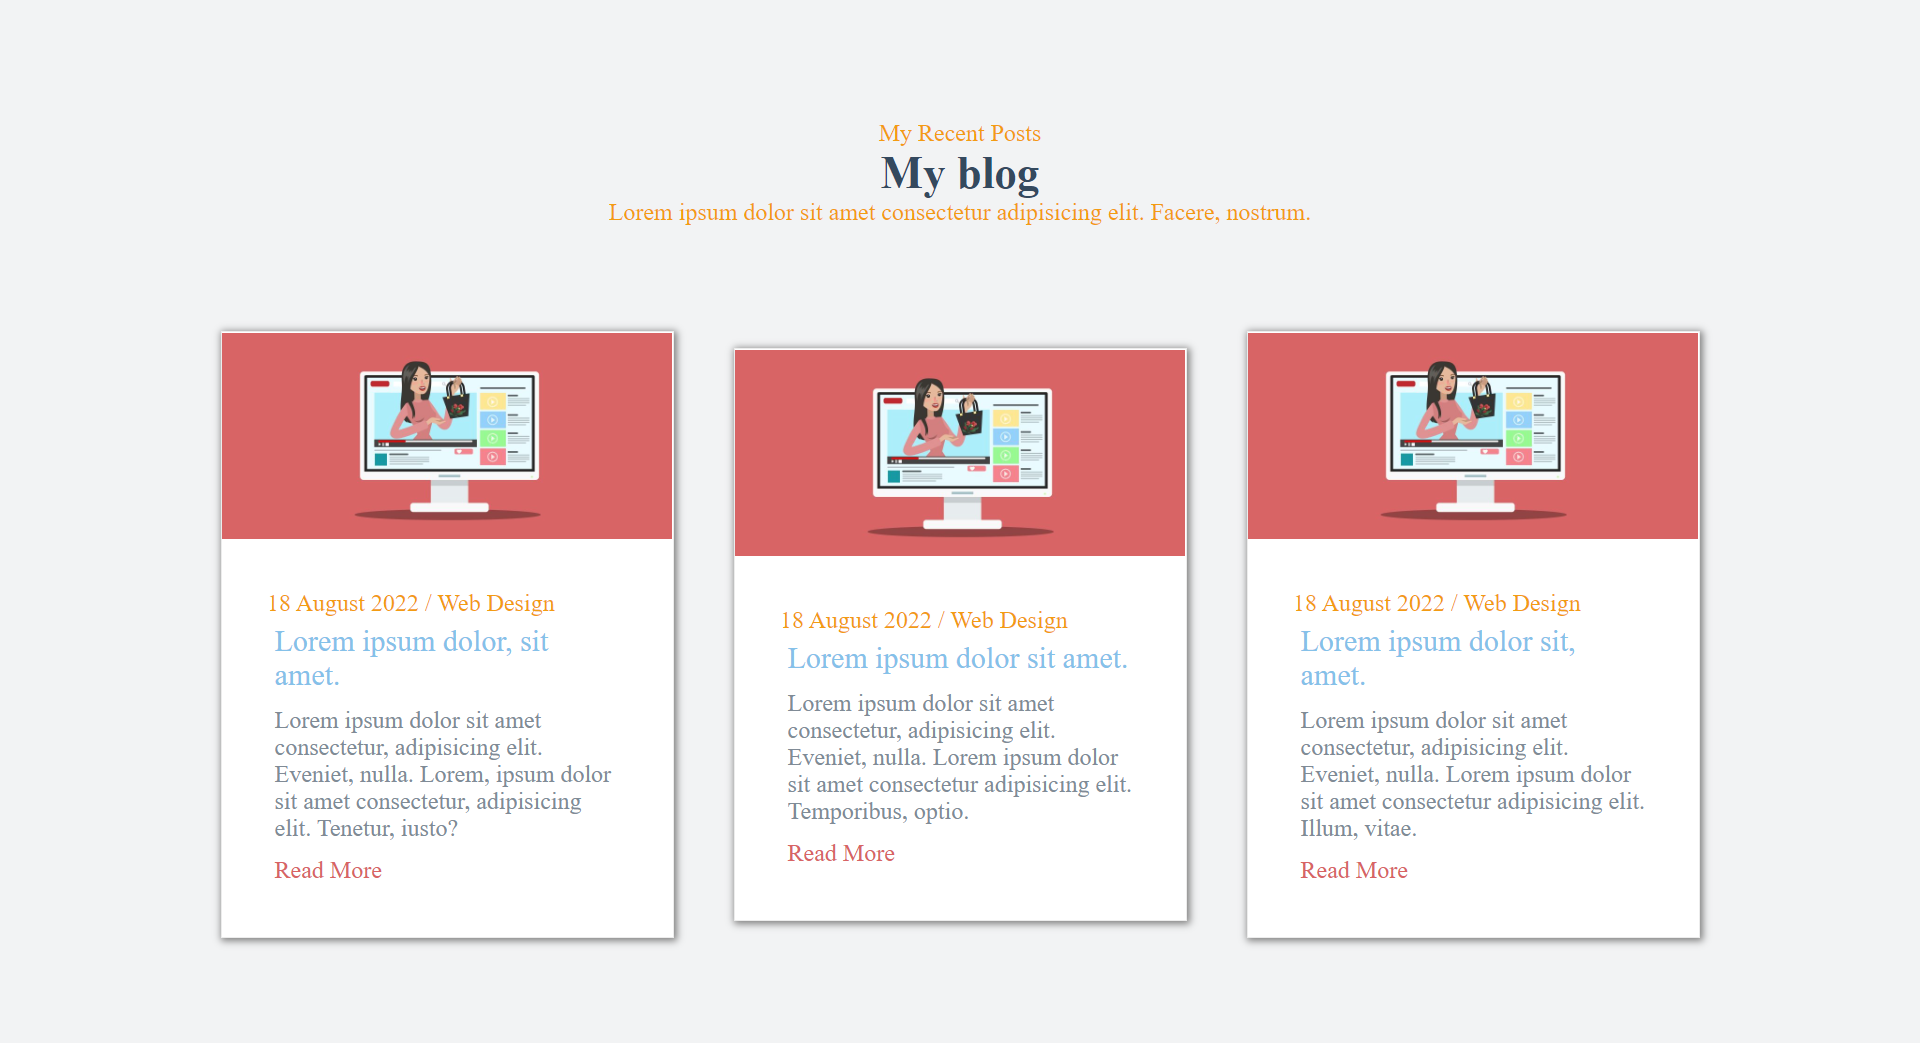 My Recent Posts
My blog
Lorem ipsum dolor sit amet consectetur adipisicing elit. Facere, nostrum.
18 August 2022 / Web Design
Lorem ipsum dolor, sit
amet.
Lorem ipsum dolor sit amet
consectetur, adipisicing elit.
Eveniet, nulla. Lorem, ipsum dolor
sit amet consectetur, adipisicing
elit. Tenetur, iusto?
Read More
18 August 2022 / Web Design
Lorem ipsum dolor sit amet.
Lorem ipsum dolor sit amet
consectetur, adipisicing elit.
Eveniet, nulla. Lorem ipsum dolor
sit amet consectetur adipisicing elit.
Temporibus, optio.
Read More
18 August 2022 / Web Design
Lorem ipsum dolor sit,
amet.
Lorem ipsum dolor sit amet
consectetur, adipisicing elit.
Eveniet, nulla. Lorem ipsum dolor
sit amet consectetur adipisicing elit.
Illum, vitae.
Read More